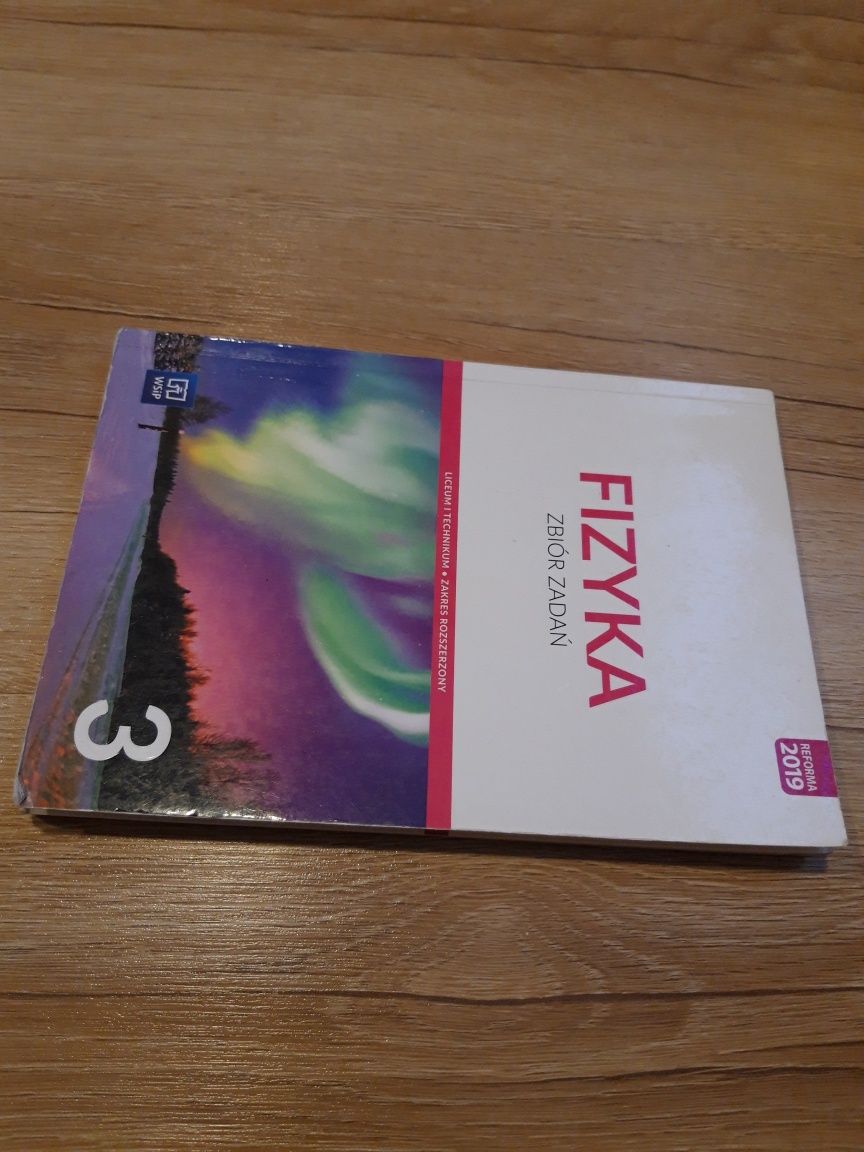 REFORMA
2019
FIZYKA
ZBIÓR ZADAŃ
LICEUM I TECHNIKUM • ZAKRES ROZSZERZONY
WSiP
3